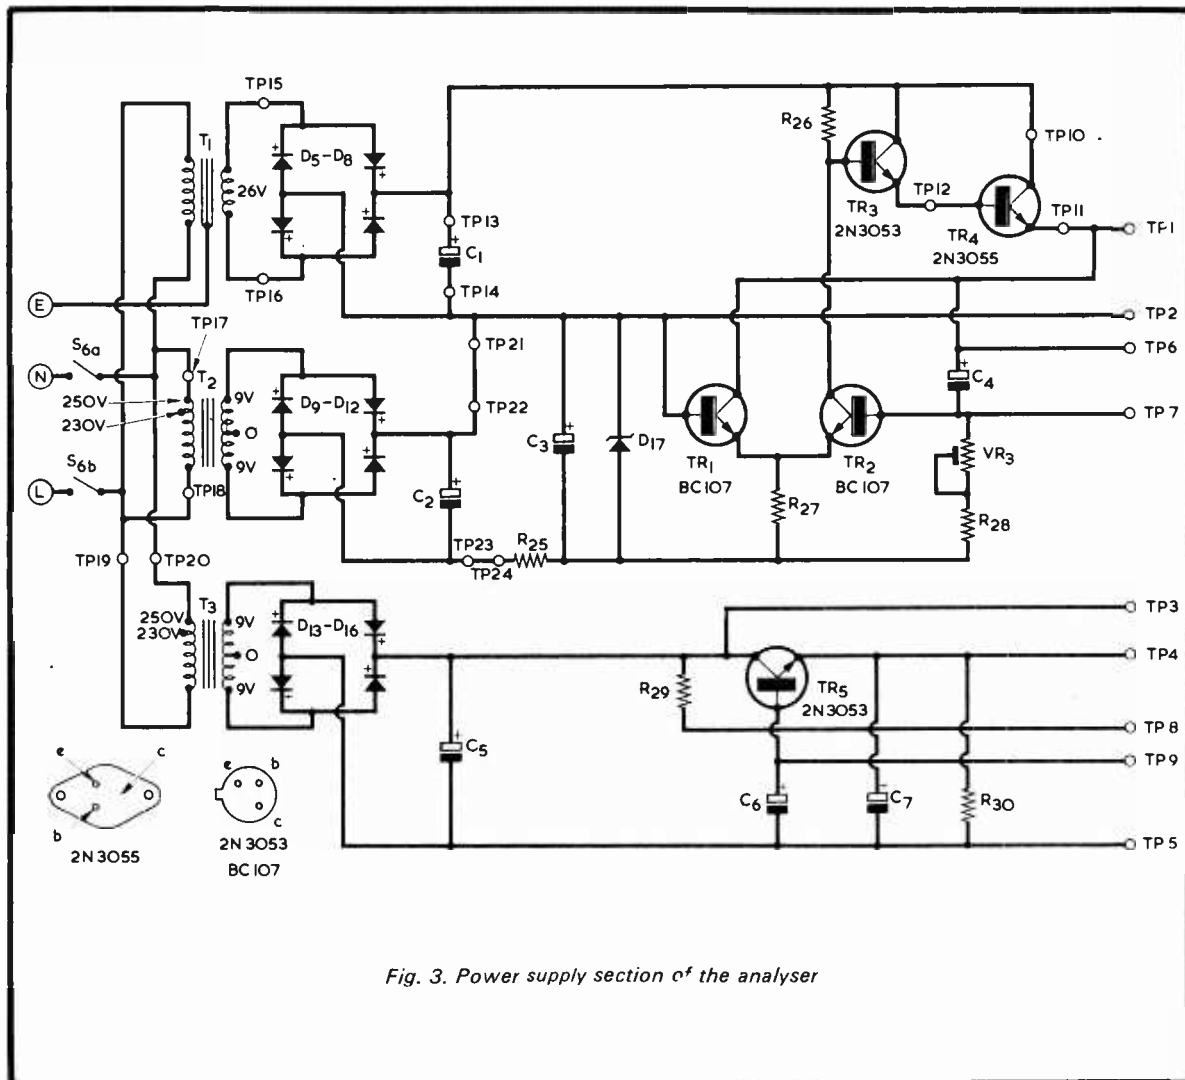 TP15
T1
26V
D5-D8
TP16
TP13
C1
TP14
R26
TR3
2N3053
TP12
TP10
TR4
2N3055
TP11
TP1
TP2
TP6
TP7
E
N
L
S6a
S6b
TP17
T2
250V
230V
9V
O
9V
TP18
D9-D12
TP21
TP22
C2
C3
D17
TR1
BC107
TR2
BC107
C4
VR3
R27
R28
TP23
TP24
R25
TP19
TP20
T3
250V
230V
9V
O
9V
D13-D16
C5
R29
TR5
2N3053
C6
C7
R30
TP3
TP4
TP8
TP9
TP5
e
c
b
2N3055
e
b
c
2N3053
BC107
Fig. 3. Power supply section of the analyser